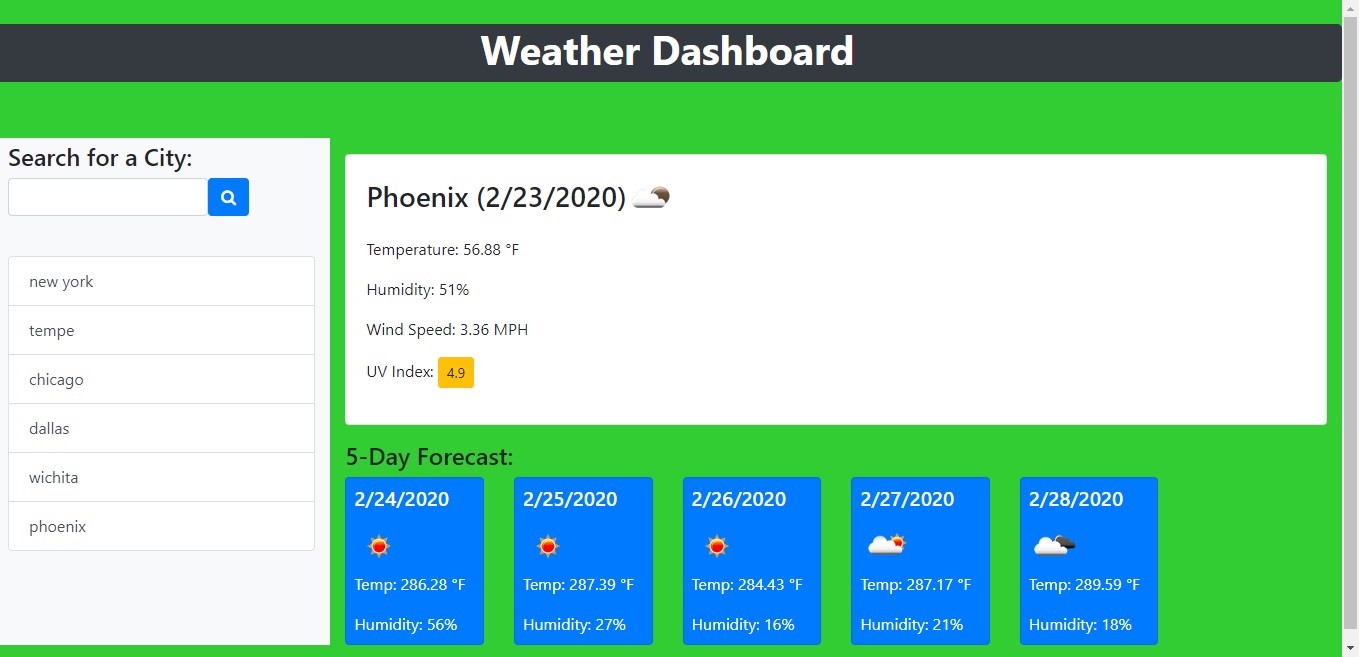 Weather Dashboard
Search for a City:
new york
tempe
chicago
dallas
wichita
phoenix
Phoenix (2/23/2020)
Temperature: 56.88 °F
Humidity: 51%
Wind Speed: 3.36 MPH
UV Index: 4.9
5-Day Forecast:
2/24/2020
Temp: 286.28 °F
Humidity: 56%
2/25/2020
Temp: 287.39 °F
Humidity: 27%
2/26/2020
Temp: 284.43 °F
Humidity: 16%
2/27/2020
Temp: 287.17 °F
Humidity: 21%
2/28/2020
Temp: 289.59 °F
Humidity: 18%